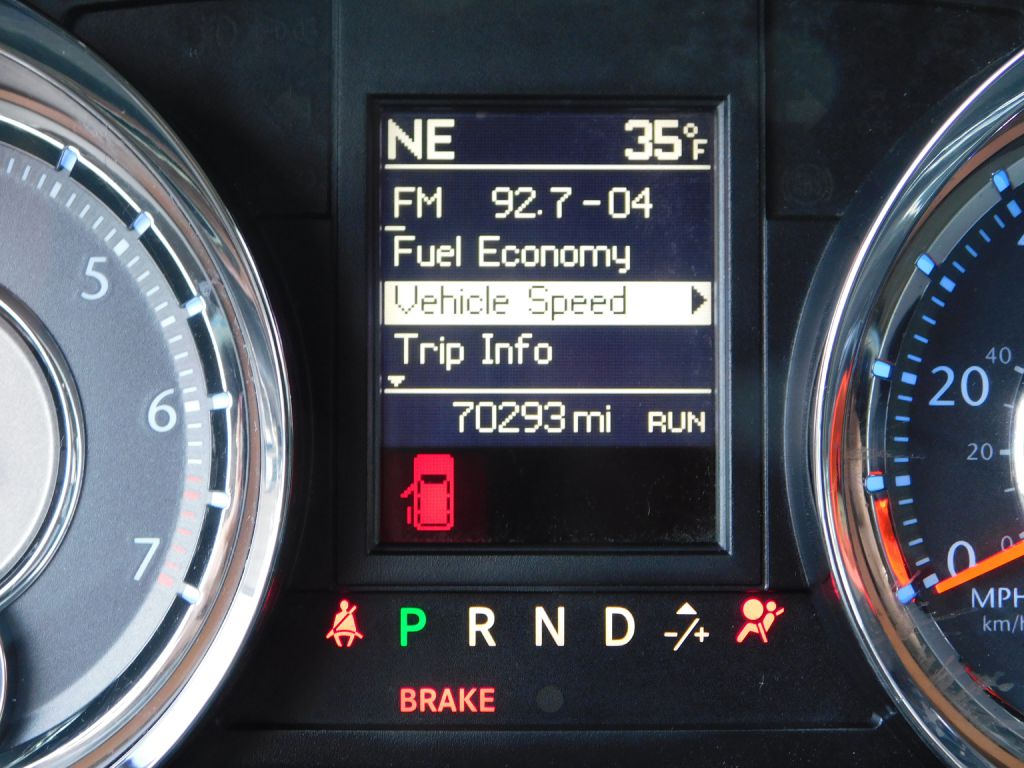 NE 35°F
FM 92.7-04
Fuel Economy
Vehicle Speed
Trip Info
70293 mi RUN
5
6
7
40
20
20
0
0
MPH
km/h
P R N D -/+
BRAKE